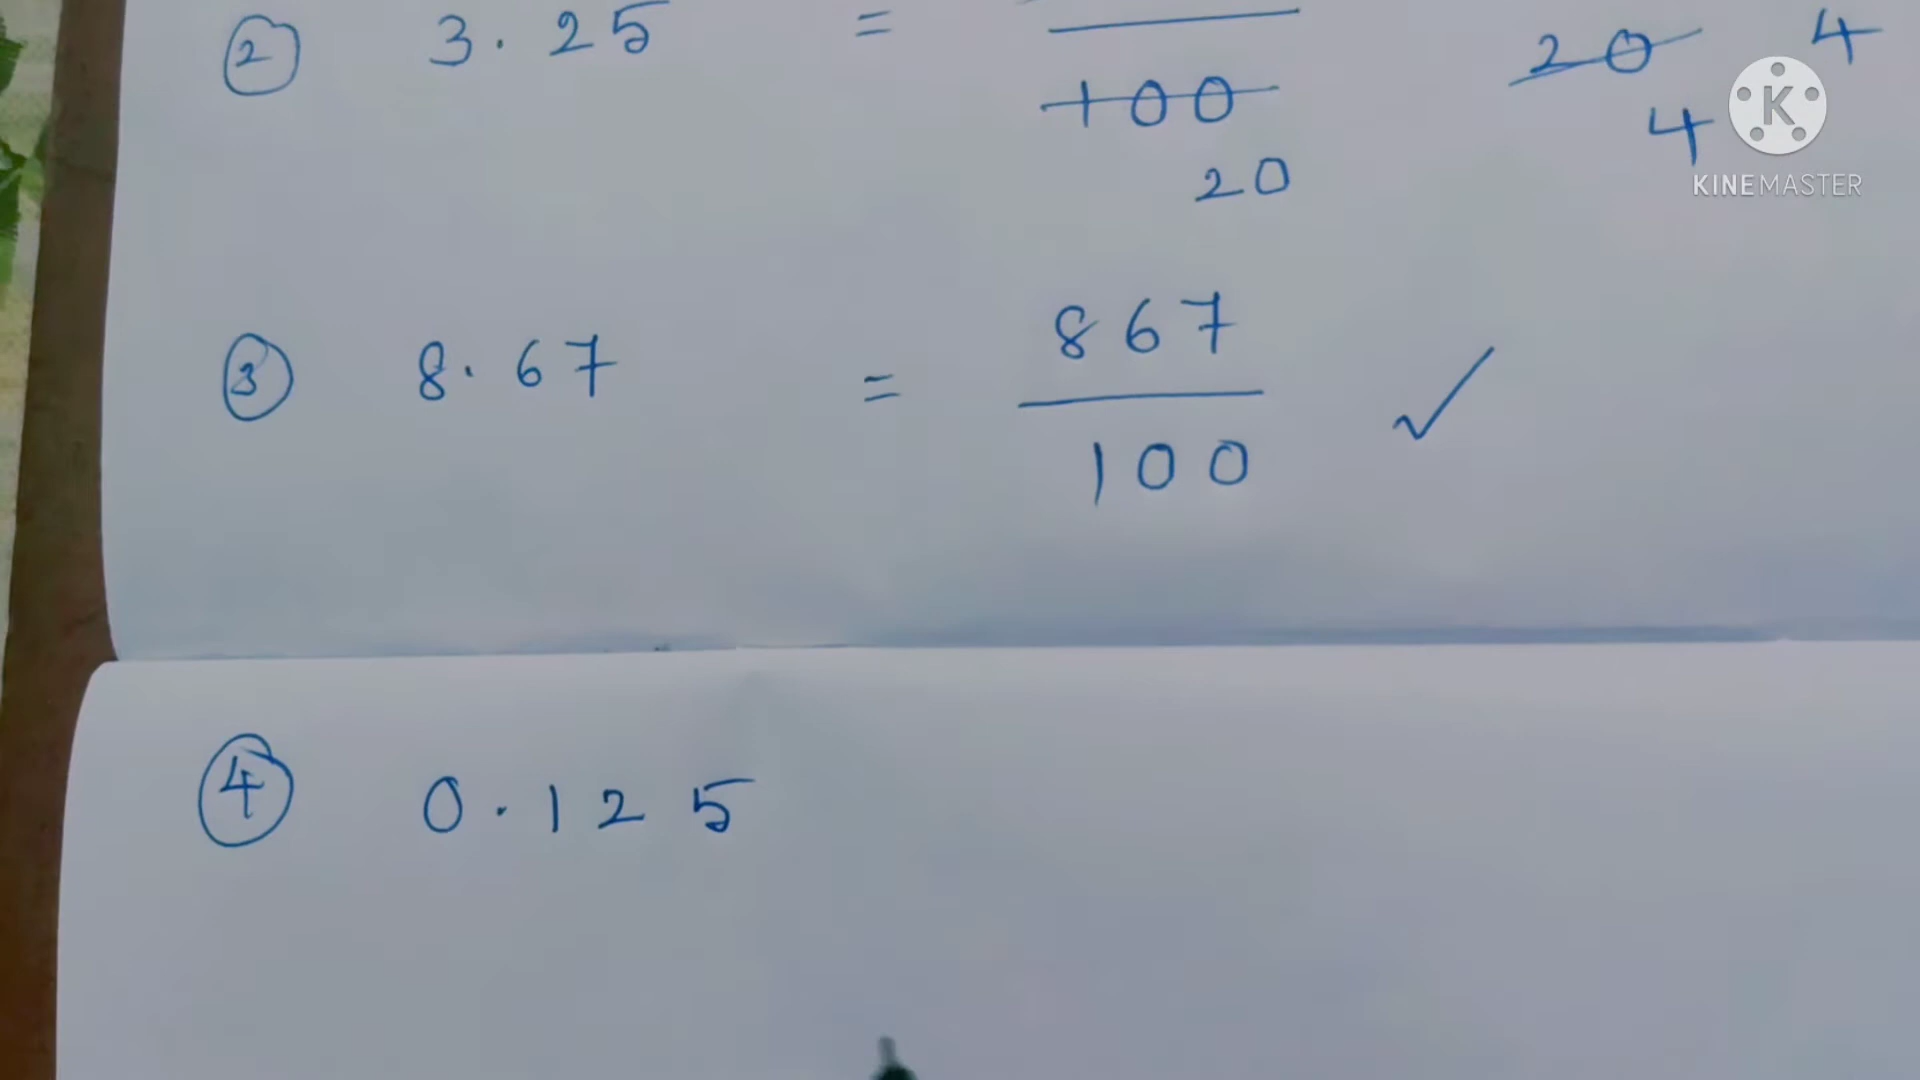 ② 3.25 = 
100 20 4
20 4
KINEMASTER
③ 8.67 = 867
100 ✓
④ 0.125